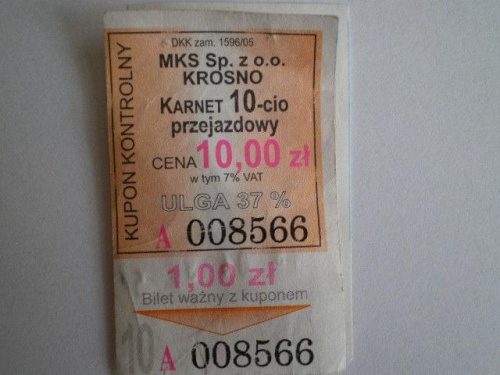 DKK zam. 1596/05
KUPON KONTROLNY
MKS Sp. z o.o.
KROSNO
KARNET 10-cio
przejazdowy
CENA 10,00 zł
w tym 7% VAT
ULGA 37 %
A 008566
1,00 zł
Bilet ważny z kuponem
10
A 008566